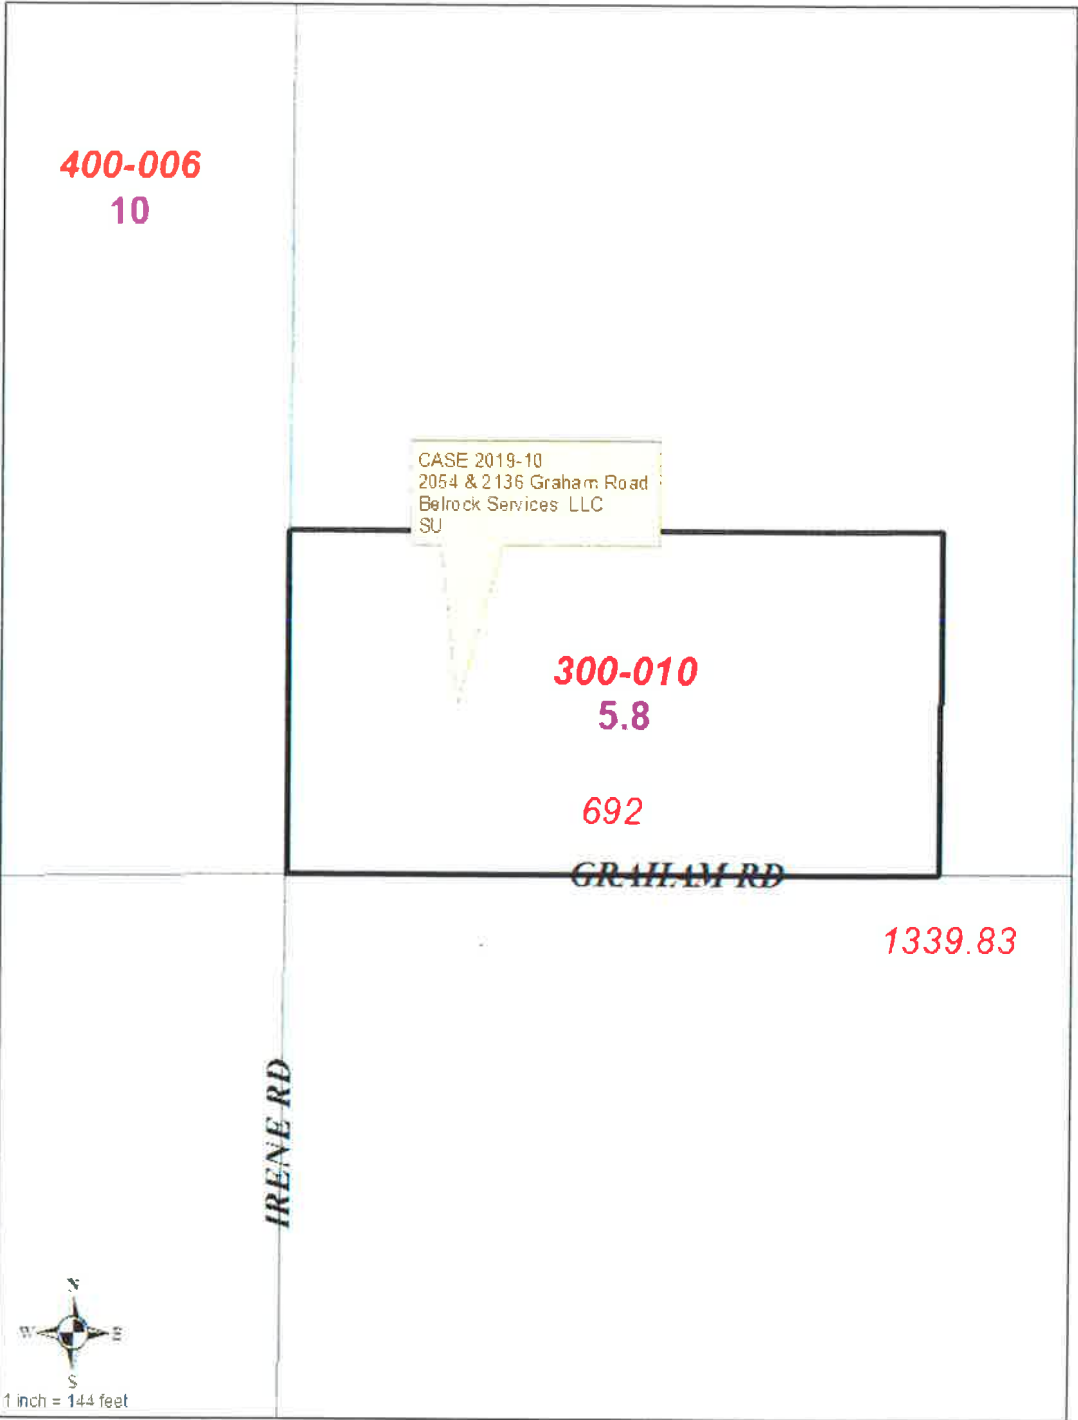 400-006
10
CASE 2019-10
2054 & 2136 Graham Road
Belrock Services LLC
SU
300-010
5.8
692
GRAHAM RD
1339.83
IRENE RD
N
W E
S
1 inch = 144 feet